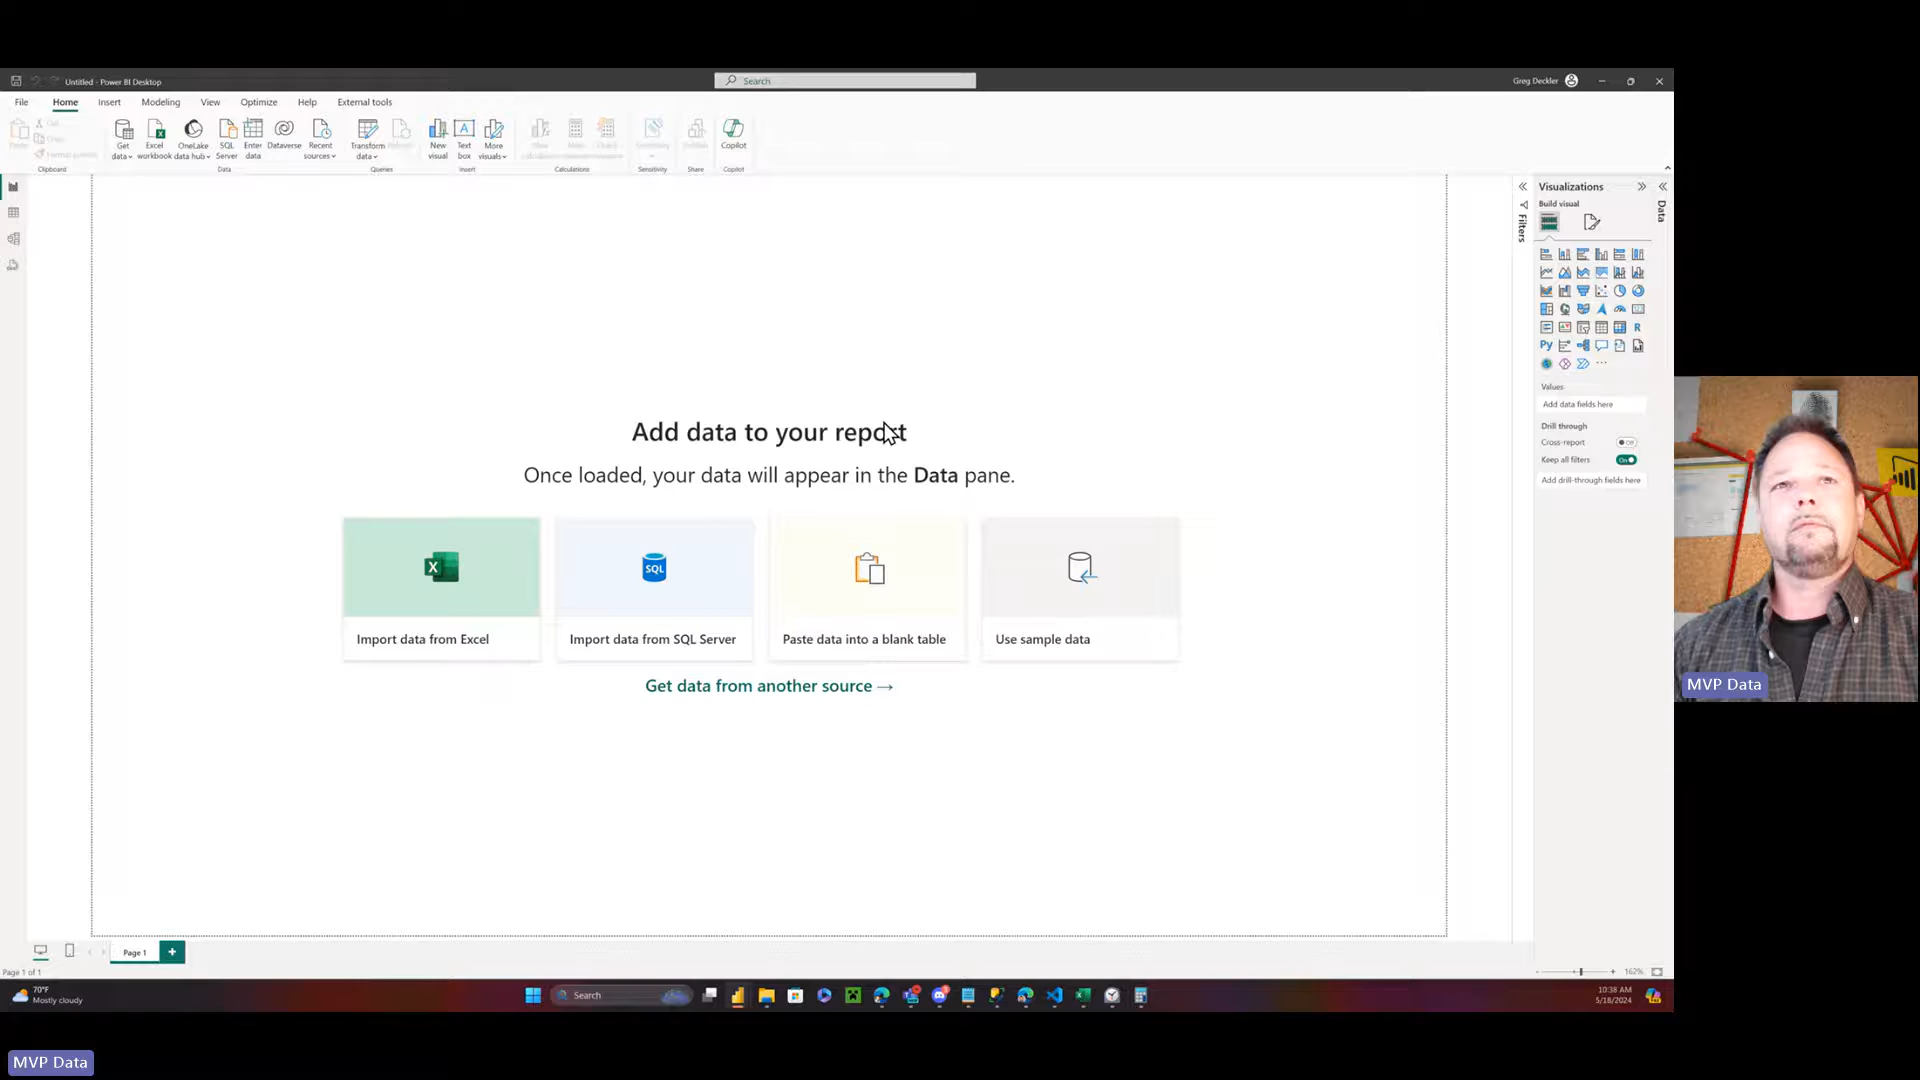 Untitled - Power BI Desktop
Search
Greg Deckler
File Home Insert Modeling View Optimize Help External tools
Get data
Excel workbook
OneLake data hub
SQL Server
Enter data
Dataverse
Recent sources
Transform data
New visual
Text box
More visuals
Copilot
Clipboard
Data
Queries
Insert
Calculations
Sensitivity
Share
Copilot
Visualizations
Build visual
Filters
Data
R
Py
Values
Add data fields here
Drill through
Cross-report
Off
Keep all filters
On
Add drill-through fields here
Add data to your report
Once loaded, your data will appear in the Data pane.
X
SQL
Import data from Excel
Import data from SQL Server
Paste data into a blank table
Use sample data
Get data from another source →
MVP Data
Page 1
+
Page 1 of 1
162%
70°F
Mostly cloudy
Search
10:38 AM
5/18/2024
MVP Data